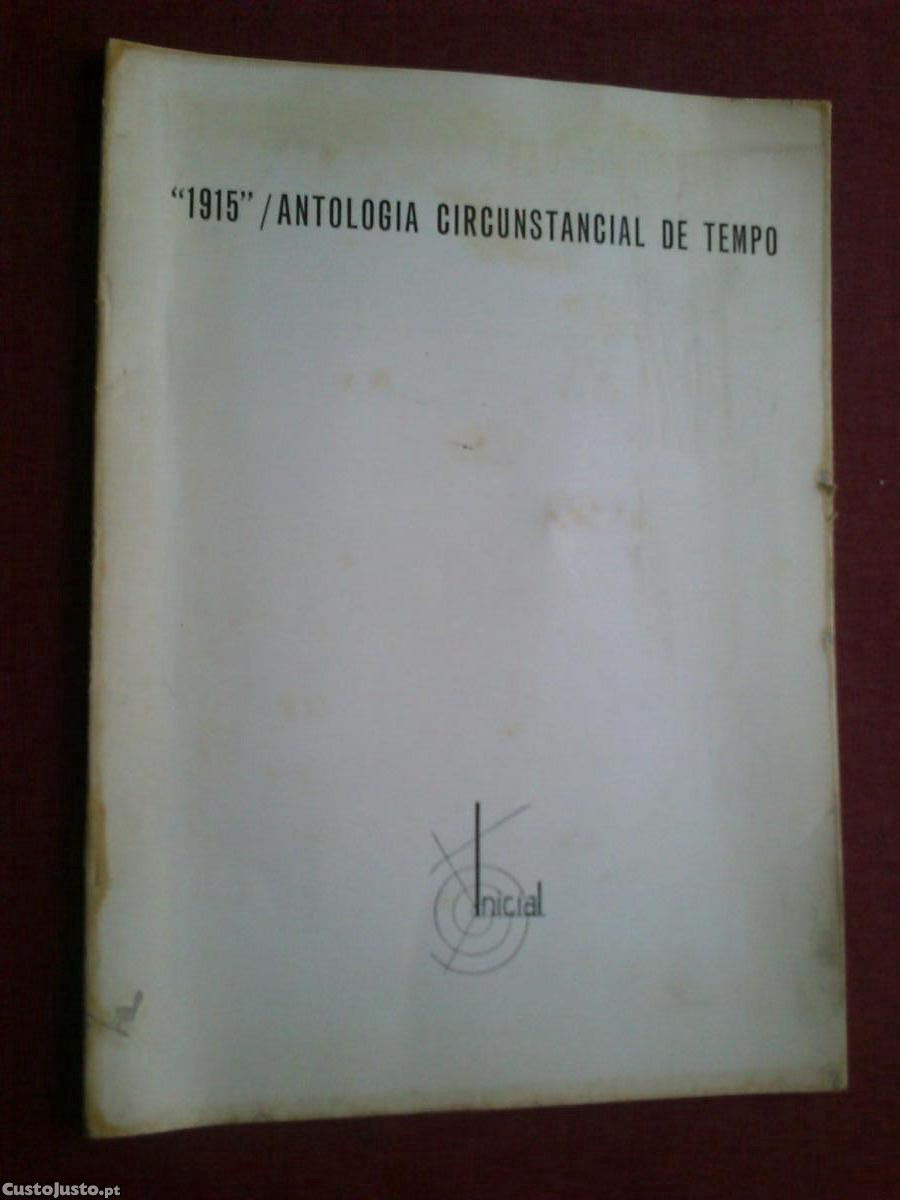 “1915” / ANTOLOGIA CIRCUNSTANCIAL DE TEMPO
Inicial
CustoJusto.pt